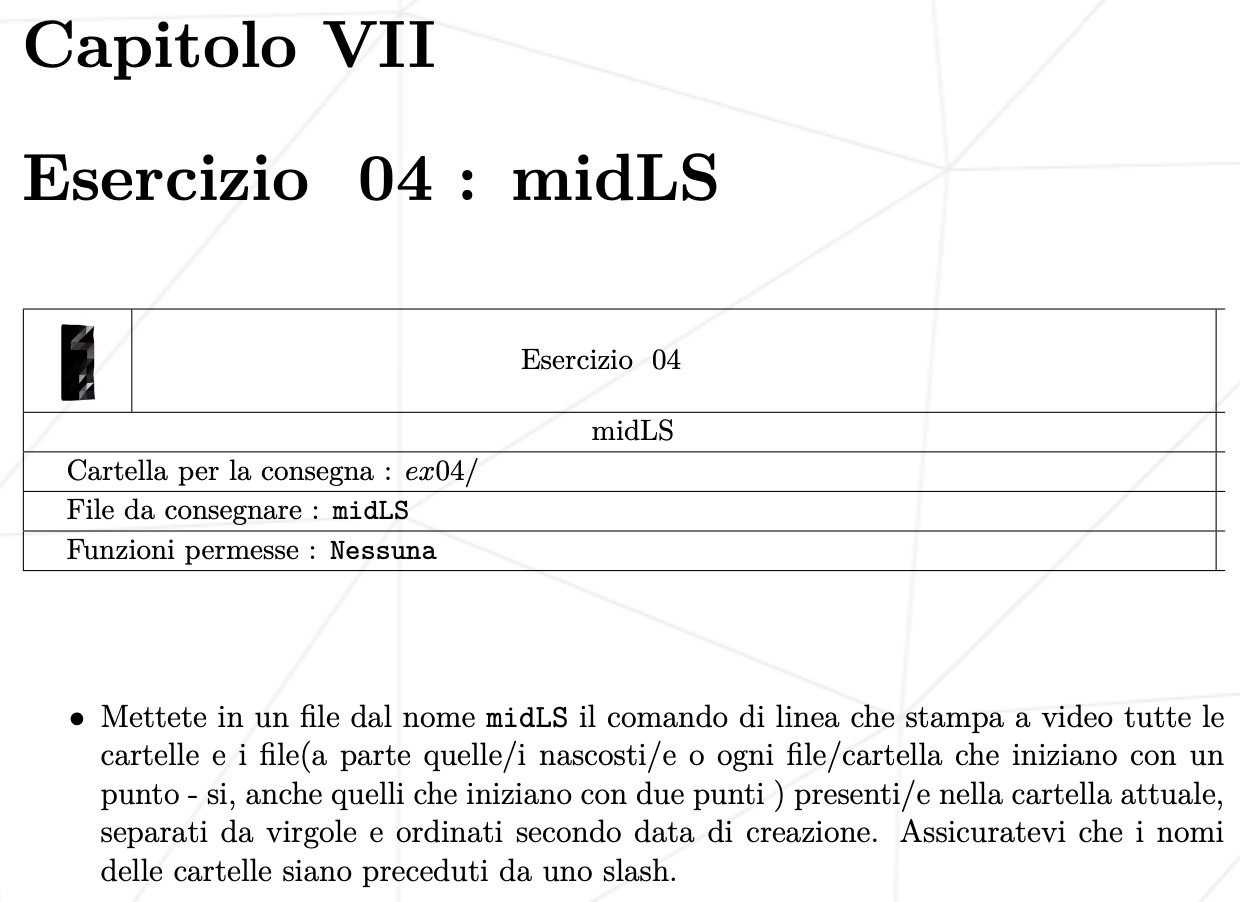 Capitolo VII
Esercizio 04 : midLS
Esercizio 04
midLS
Cartella per la consegna : ex04/
File da consegnare : midLS
Funzioni permesse : Nessuna
• Mettete in un file dal nome midLS il comando di linea che stampa a video tutte le
cartelle e i file(a parte quelle/i nascosti/e o ogni file/cartella che iniziano con un
punto - si, anche quelli che iniziano con due punti ) presenti/e nella cartella attuale,
separati da virgole e ordinati secondo data di creazione. Assicuratevi che i nomi
delle cartelle siano preceduti da uno slash.